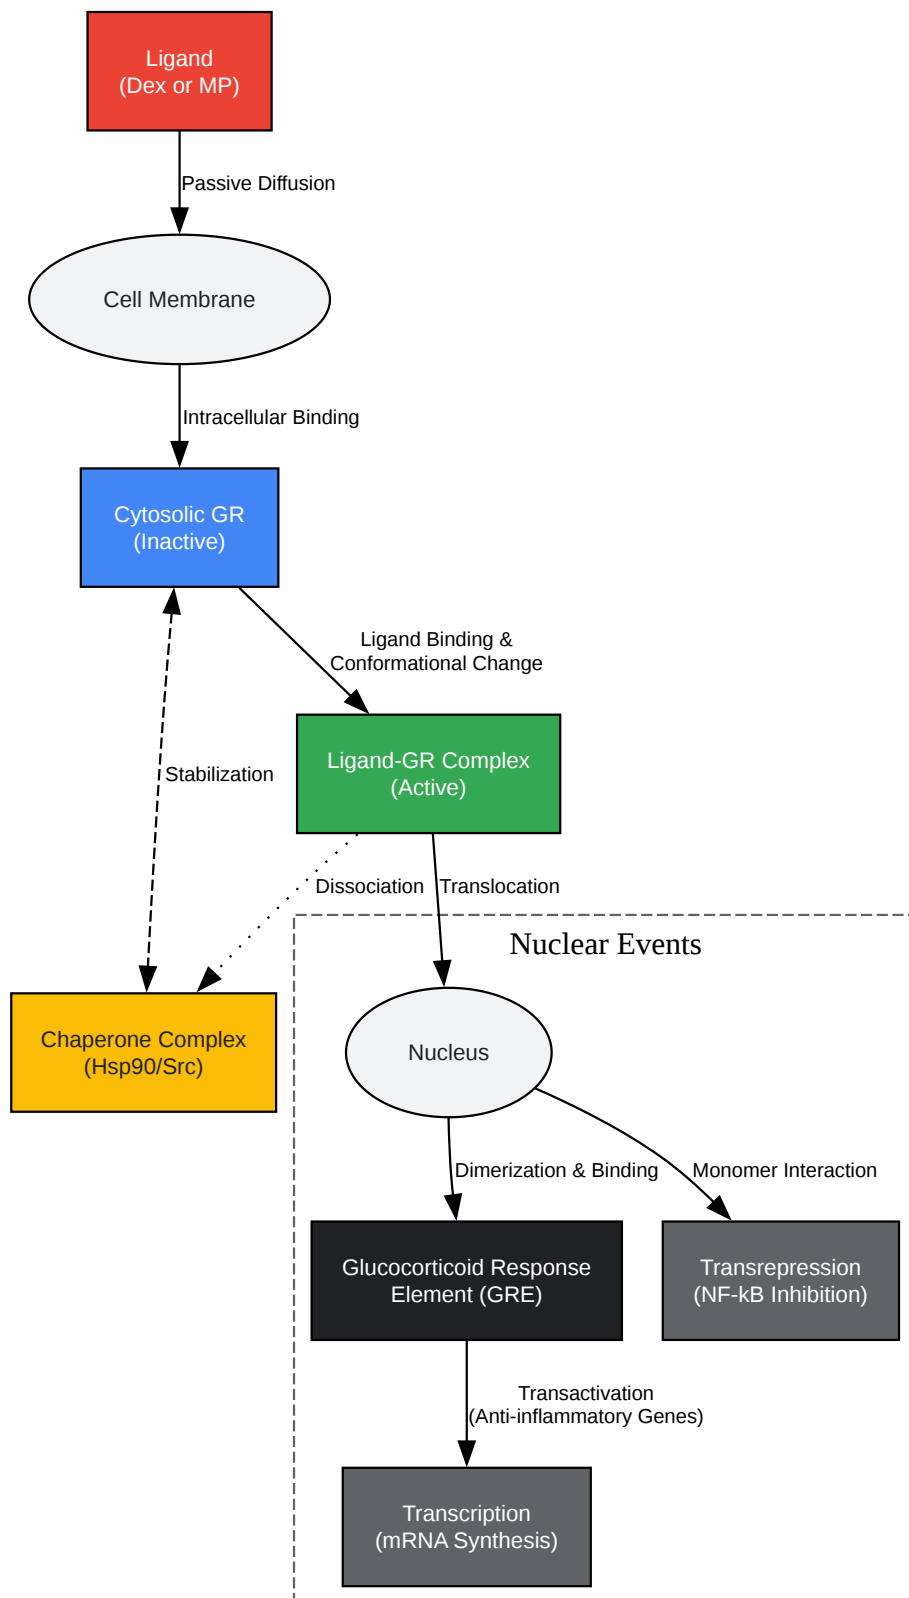 Ligand
(Dex or MP)
Passive Diffusion
Cell Membrane
Intracellular Binding
Cytosolic GR
(Inactive)
Ligand Binding &
Conformational Change
Stabilization
Ligand-GR Complex
(Active)
Dissociation
Translocation
Nuclear Events
Chaperone Complex
(Hsp90/Src)
Nucleus
Dimerization & Binding
Monomer Interaction
Glucocorticoid Response
Element (GRE)
Transrepression
(NF-kB Inhibition)
Transactivation
(Anti-inflammatory Genes)
Transcription
(mRNA Synthesis)